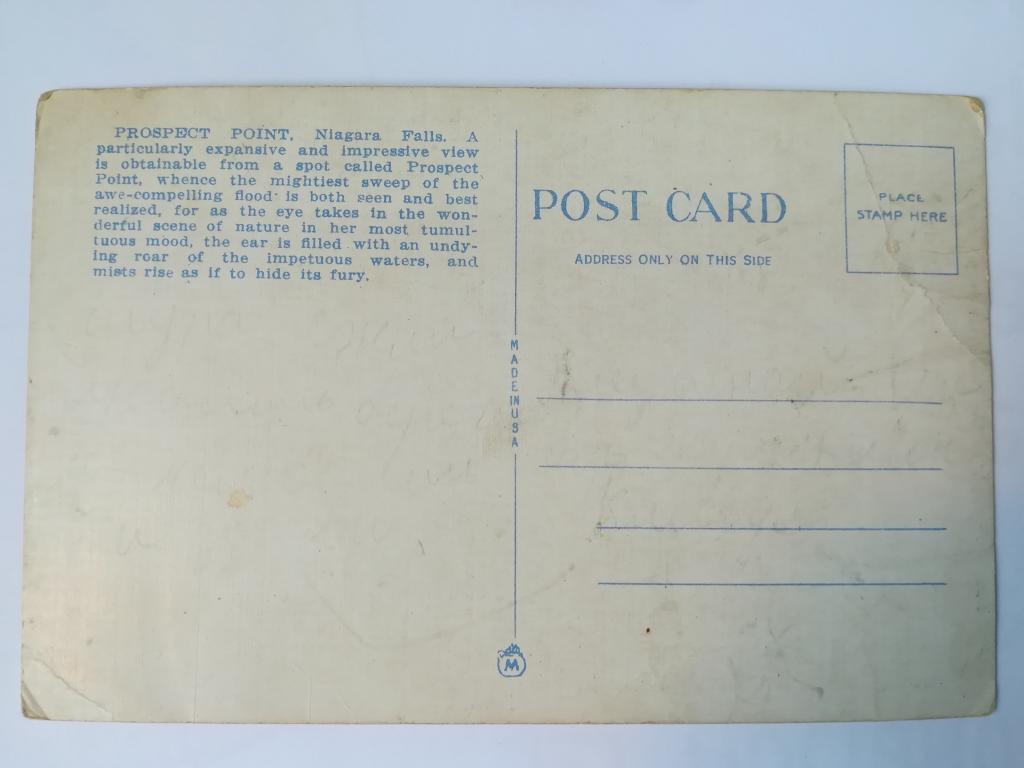 PROSPECT POINT, Niagara Falls. A
particularly expansive and impressive view
is obtainable from a spot called Prospect
Point, whence the mightiest sweep of the
awe-compelling flood is both seen and best
realized, for as the eye takes in the won-
derful scene of nature in her most tumul-
tuous mood, the ear is filled with an undy-
ing roar of the impetuous waters, and
mists rise as if to hide its fury.
MADE IN USA
POST CARD
ADDRESS ONLY ON THIS SIDE
PLACE
STAMP HERE
M